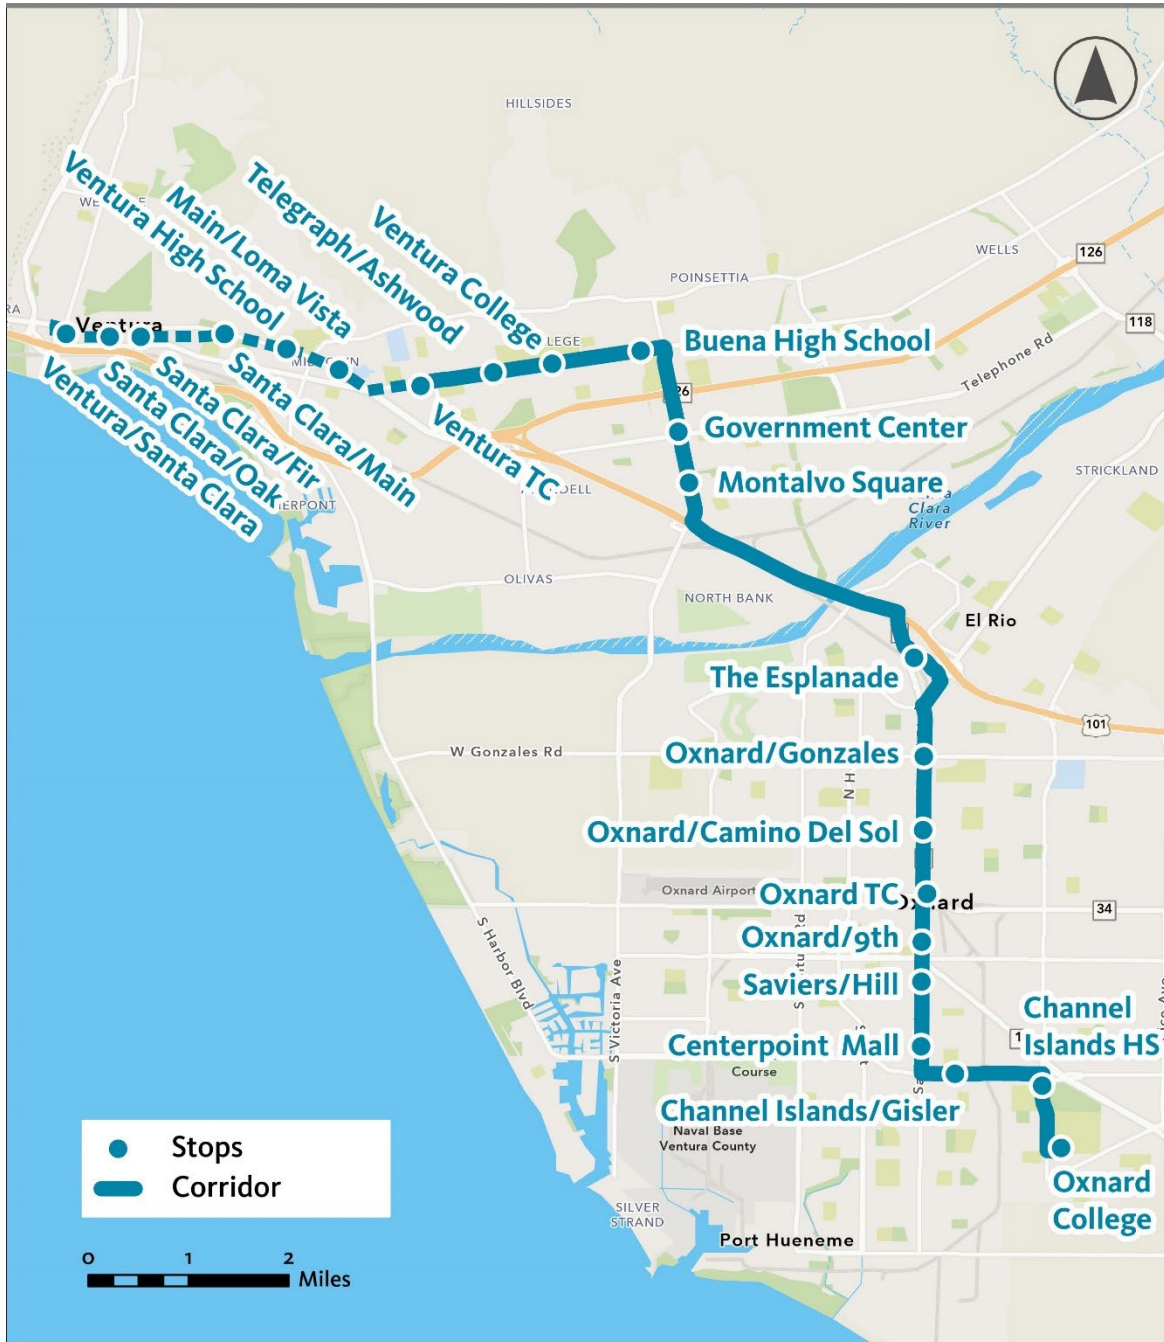 HILLSIDES
Ventura High School
Main/Loma Vista
Telegraph/Ashwood
Ventura College
POINSETTIA
WELLS
126
118
Telephone Rd
Ventura
Buena High School
Government Center
Montalvo Square
STRICKLAND
Clara
River
Ventura/Santa Clara
Santa Clara/Oak
Santa Clara/Fir
Santa Clara/Main
Ventura TC
OLIVAS
NORTH BANK
El Rio
The Esplanade
101
W Gonzales Rd
Oxnard/Gonzales
Oxnard/Camino Del Sol
Oxnard Airport
Oxnard TC
Oxnard
34
Oxnard/9th
S Harbor Blvd
S Victoria Ave
Saviers/Hill
Channel
Islands HS
Centerpoint Mall
Course
Channel Islands/Gisler
Naval Base
Ventura County
Oxnard
College
SILVER
STRAND
Port Hueneme
Stops
Corridor
0 1 2
Miles